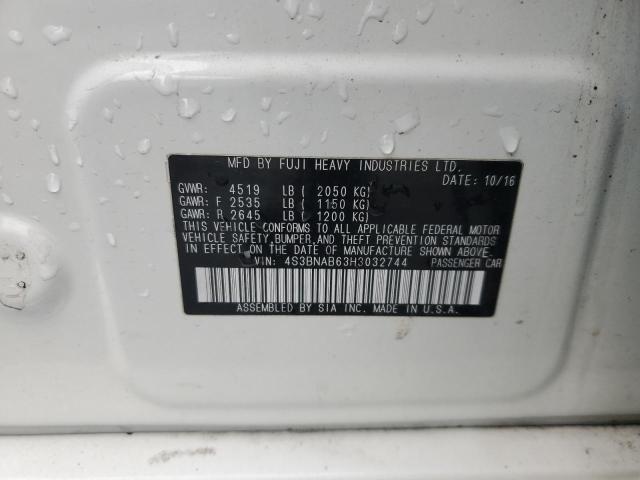 MFD BY FUJI HEAVY INDUSTRIES LTD.
DATE: 10/16
GVWR: 4519 LB ( 2050 KG)
GAWR: F 2535 LB ( 1150 KG)
GAWR: R 2645 LB ( 1200 KG)
THIS VEHICLE CONFORMS TO ALL APPLICABLE FEDERAL MOTOR
VEHICLE SAFETY,BUMPER,AND THEFT PREVENTION STANDARDS
IN EFFECT ON THE DATE OF MANUFACTURE SHOWN ABOVE.
VIN: 4S3BNAB63H3032744 PASSENGER CAR
ASSEMBLED BY SIA INC. MADE IN U.S.A.